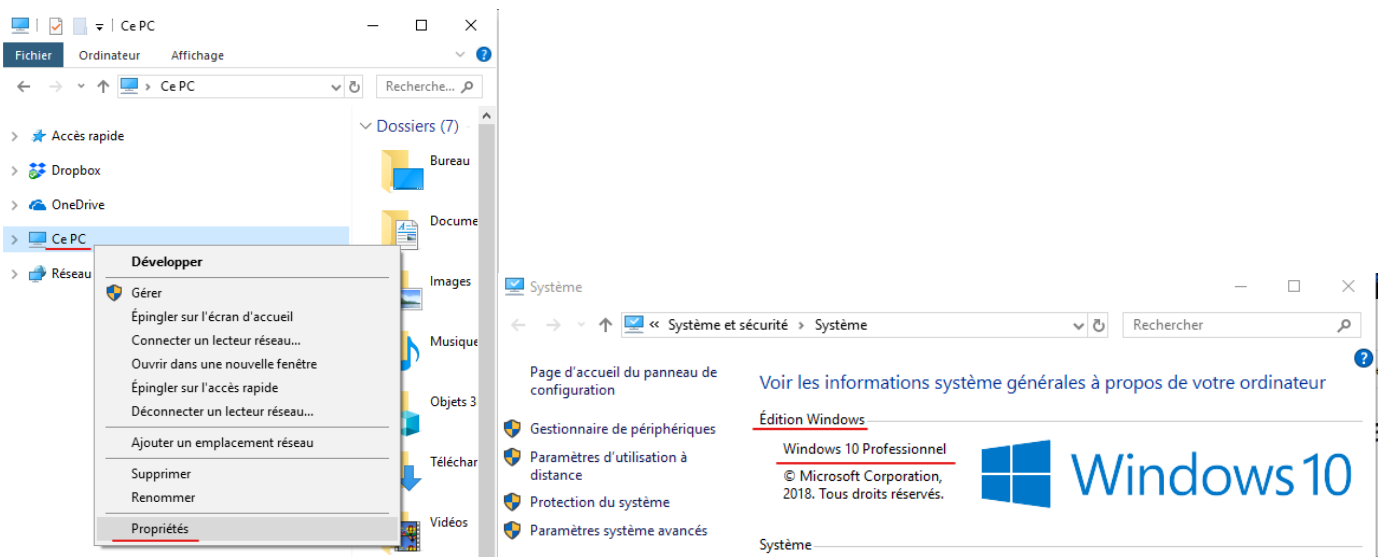 Ce PC
Fichier Ordinateur Affichage
Ce PC
Recherche...
Accès rapide
Dropbox
OneDrive
Ce PC
Réseau
Développer
Gérer
Épingler sur l'écran d'accueil
Connecter un lecteur réseau...
Ouvrir dans une nouvelle fenêtre
Épingler sur l'accès rapide
Déconnecter un lecteur réseau...
Ajouter un emplacement réseau
Supprimer
Renommer
Propriétés
Dossiers (7)
Bureau
Docume
Images
Musique
Objets 3
Téléchar
Vidéos
Système
« Système et sécurité > Système
Rechercher
Page d'accueil du panneau de
configuration
Gestionnaire de périphériques
Paramètres d'utilisation à
distance
Protection du système
Paramètres système avancés
Voir les informations système générales à propos de votre ordinateur
Édition Windows
Windows 10 Professionnel
© Microsoft Corporation,
2018. Tous droits réservés.
Windows 10
Système